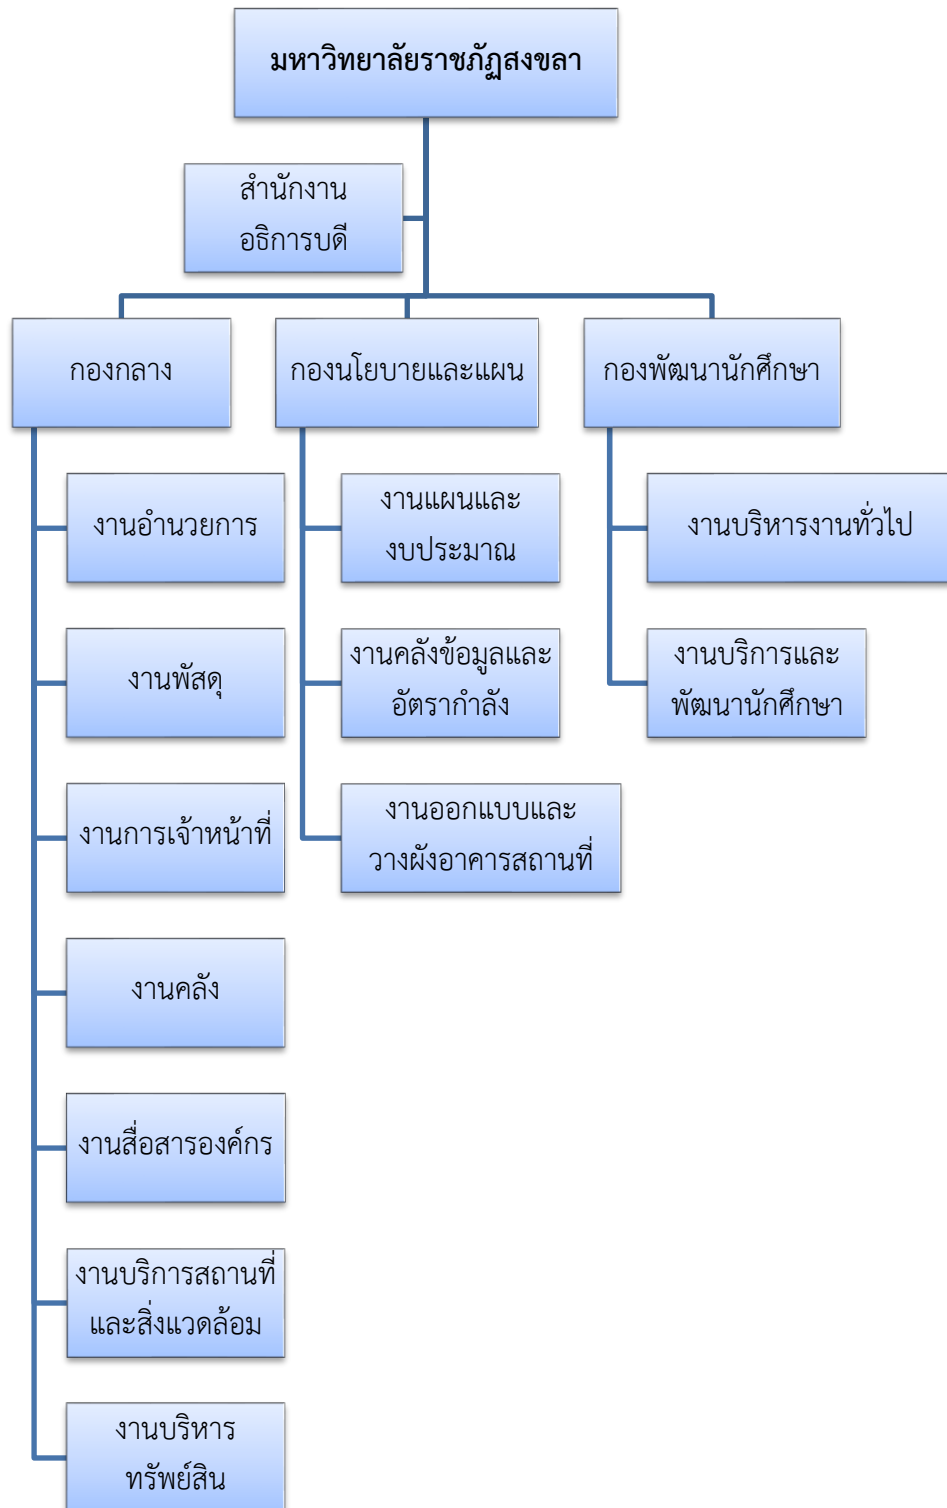 มหาวิทยาลัยราชภัฏสงขลา
สำนักงาน
อธิการบดี
กองกลาง
กองนโยบายและแผน
กองพัฒนานักศึกษา
งานอำนวยการ
งานพัสดุ
งานการเจ้าหน้าที่
งานคลัง
งานสื่อสารองค์กร
งานบริการสถานที่
และสิ่งแวดล้อม
งานบริหาร
ทรัพย์สิน
งานแผนและ
งบประมาณ
งานคลังข้อมูลและ
อัตรากำลัง
งานออกแบบและ
วางผังอาคารสถานที่
งานบริหารงานทั่วไป
งานบริการและ
พัฒนานักศึกษา